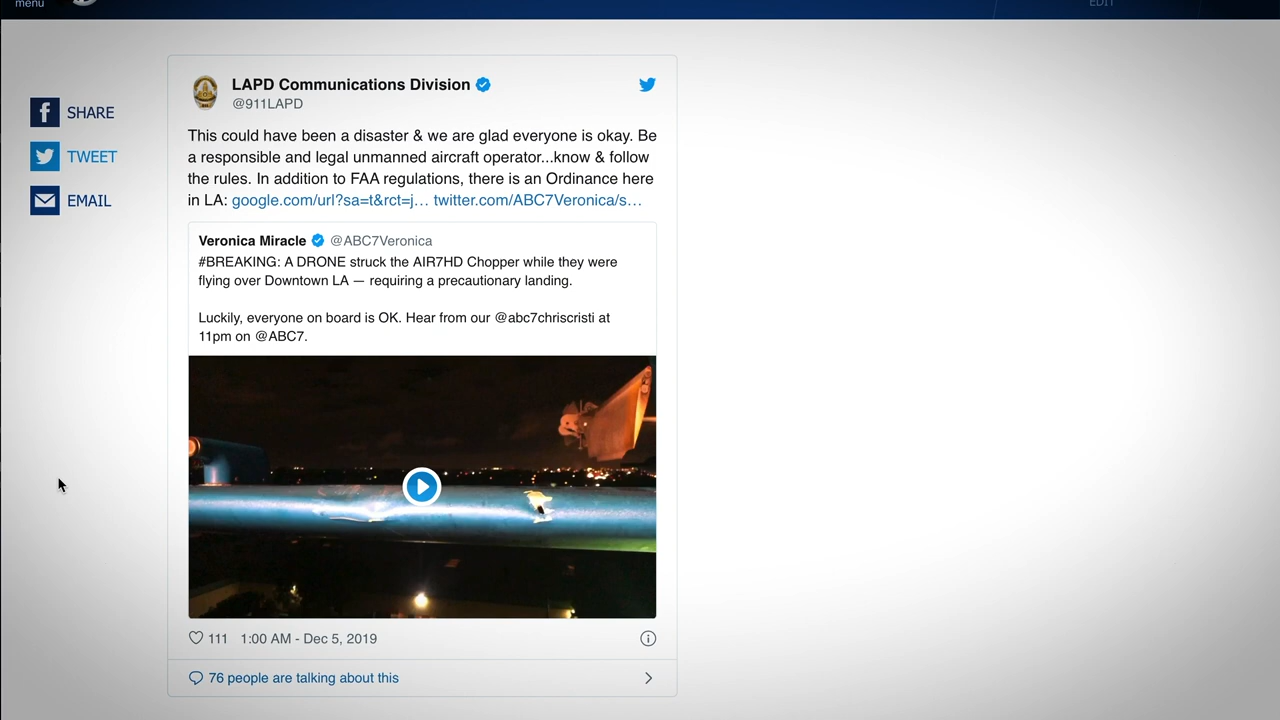 menu
EDIT
SHARE
TWEET
EMAIL
LAPD Communications Division
@911LAPD
This could have been a disaster & we are glad everyone is okay. Be
a responsible and legal unmanned aircraft operator...know & follow
the rules. In addition to FAA regulations, there is an Ordinance here
in LA: google.com/url?sa=t&rct=j… twitter.com/ABC7Veronica/s…
Veronica Miracle @ABC7Veronica
#BREAKING: A DRONE struck the AIR7HD Chopper while they were
flying over Downtown LA — requiring a precautionary landing.
Luckily, everyone on board is OK. Hear from our @abc7chriscristi at
11pm on @ABC7.
111 1:00 AM - Dec 5, 2019
76 people are talking about this